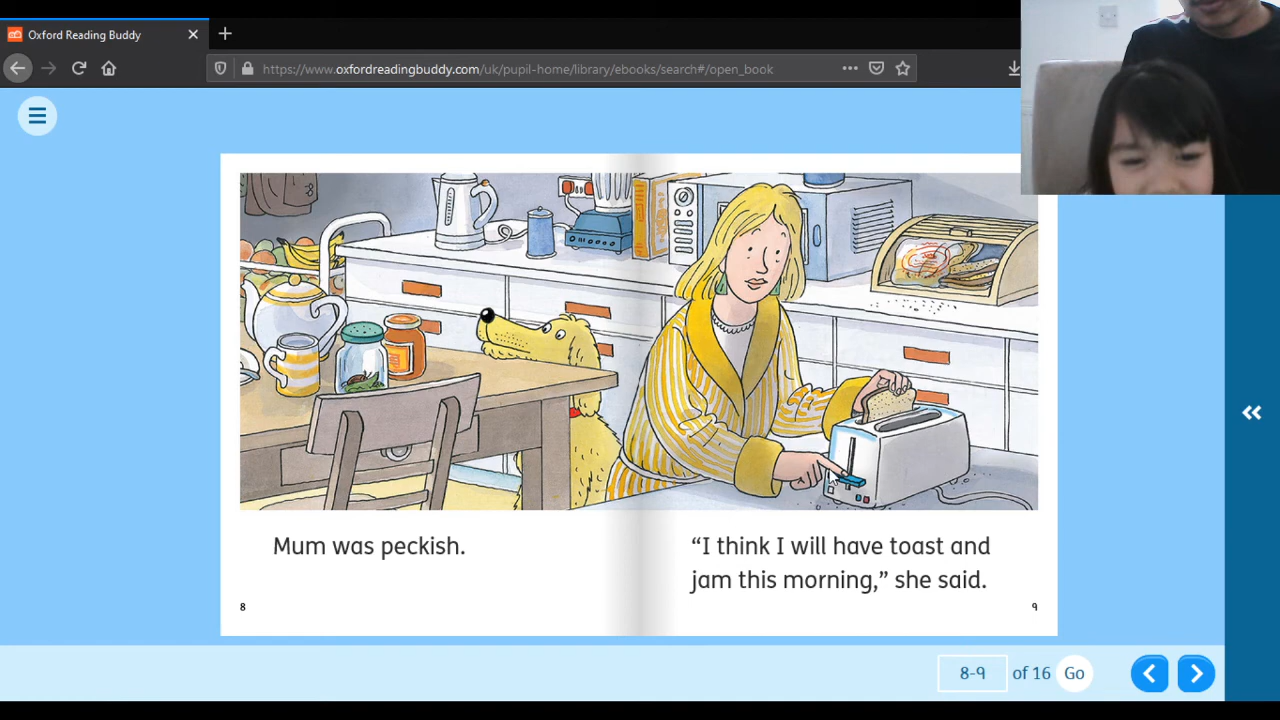 Oxford Reading Buddy
https://www.oxfordreadingbuddy.com/uk/pupil-home/library/ebooks/search#/open_book
Mum was peckish.
“I think I will have toast and
jam this morning,” she said.
8
9
8-9 of 16 Go